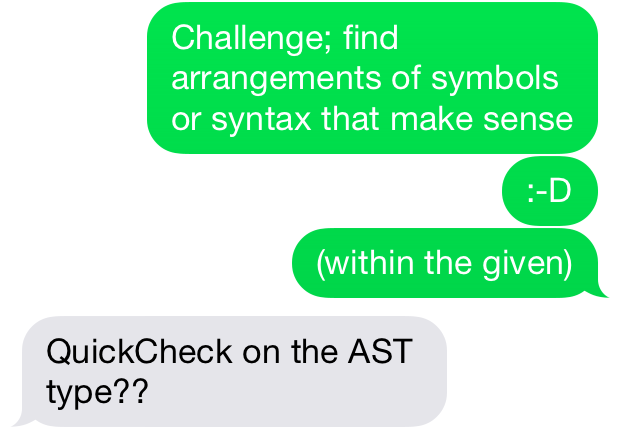 Challenge; find
arrangements of symbols
or syntax that make sense
:-D
(within the given)
QuickCheck on the AST
type??